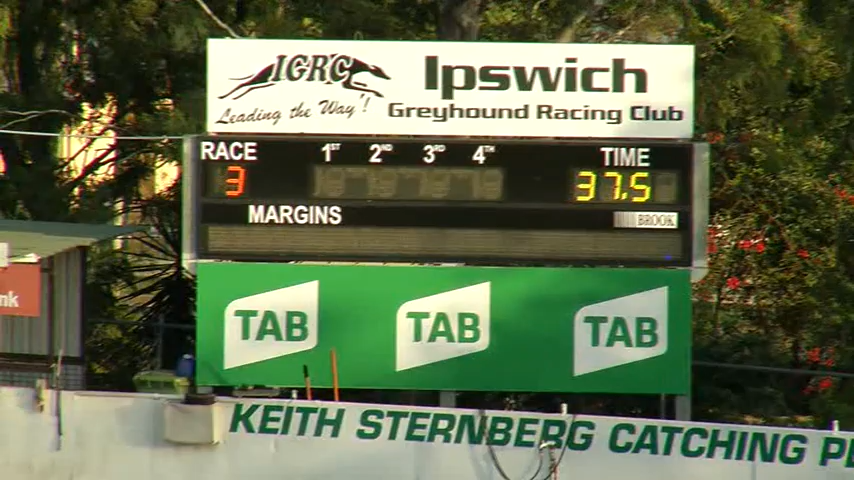 IGRC
Leading the Way!
Ipswich
Greyhound Racing Club
RACE 1ST 2ND 3RD 4TH TIME
3 37.5
MARGINS BROOK
TAB TAB TAB
nk
KEITH STERNBERG CATCHING PE